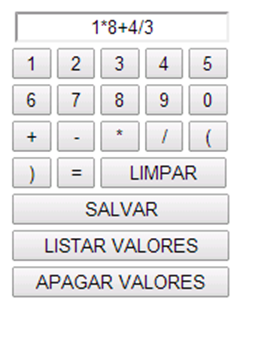 1*8+4/3
1 2 3 4 5
6 7 8 9 0
+ - * / (
) = LIMPAR
SALVAR
LISTAR VALORES
APAGAR VALORES